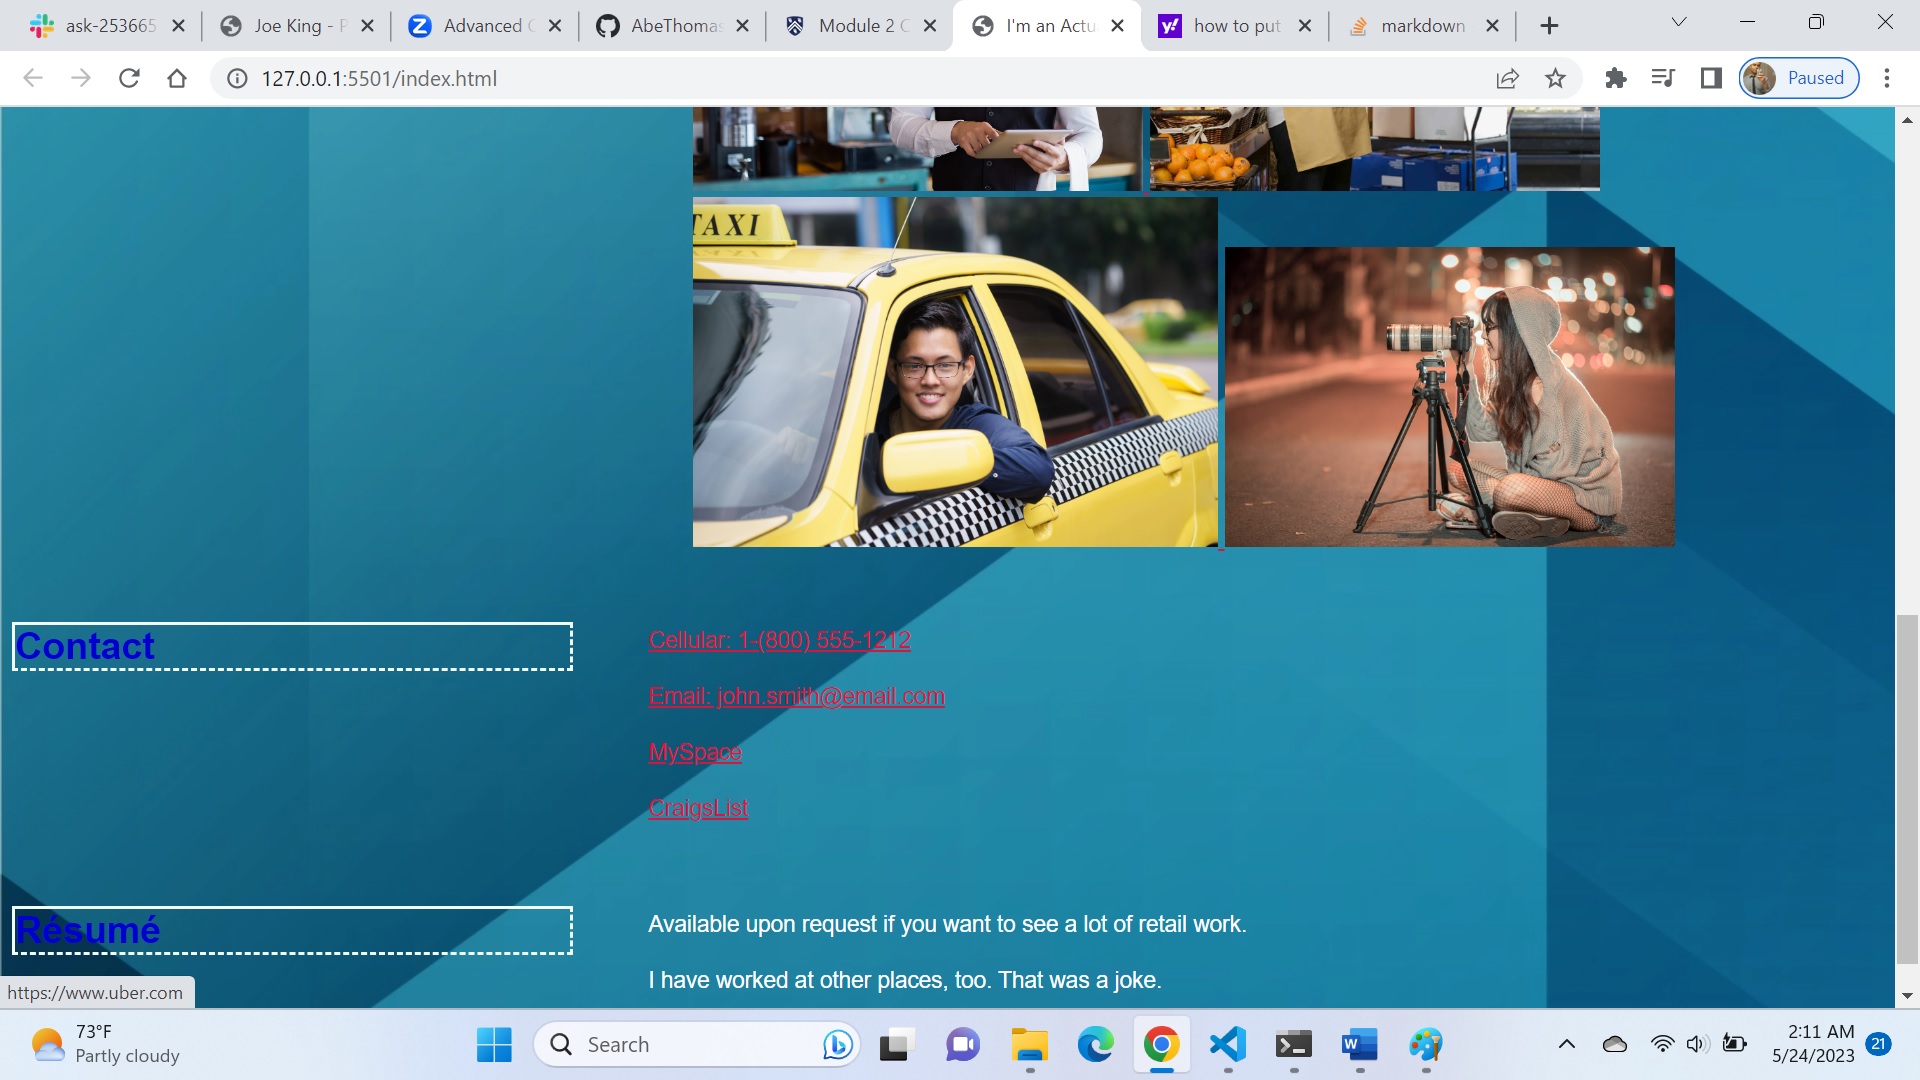 ask-253665
Joe King - P
Advanced C
AbeThomas
Module 2 C
I'm an Actu
how to put
markdown
127.0.0.1:5501/index.html
Paused
TAXI
Contact
Cellular: 1-(800) 555-1212
Email: john.smith@email.com
MySpace
CraigsList
Résumé
Available upon request if you want to see a lot of retail work.
I have worked at other places, too. That was a joke.
https://www.uber.com
73°F
Partly cloudy
Search
2:11 AM
5/24/2023
21